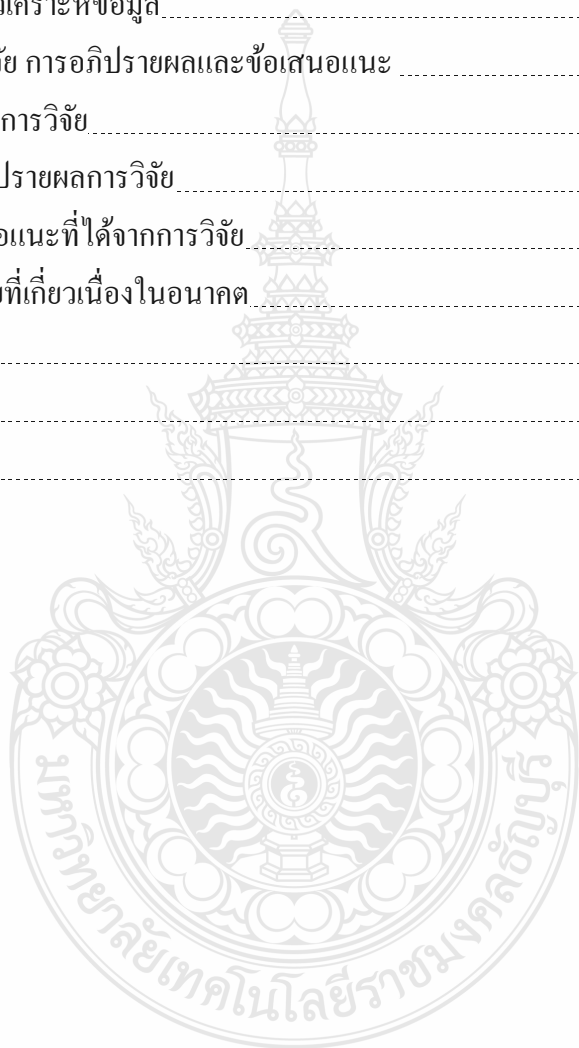 วิเคราะห์ข้อมูล
การอภิปรายผลและข้อเสนอแนะ
การวิจัย
ปรายผลการวิจัย
อแนะที่ได้จากการวิจัย
ที่เกี่ยวเนื่องในอนาคต
มหาวิทยาลัยเทคโนโลยีราชมงคลธัญบุรี